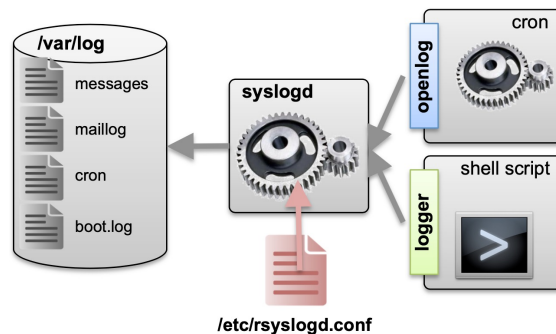 /var/log
messages
maillog
cron
boot.log
syslogd
/etc/rsyslogd.conf
openlog
cron
logger
shell script
>